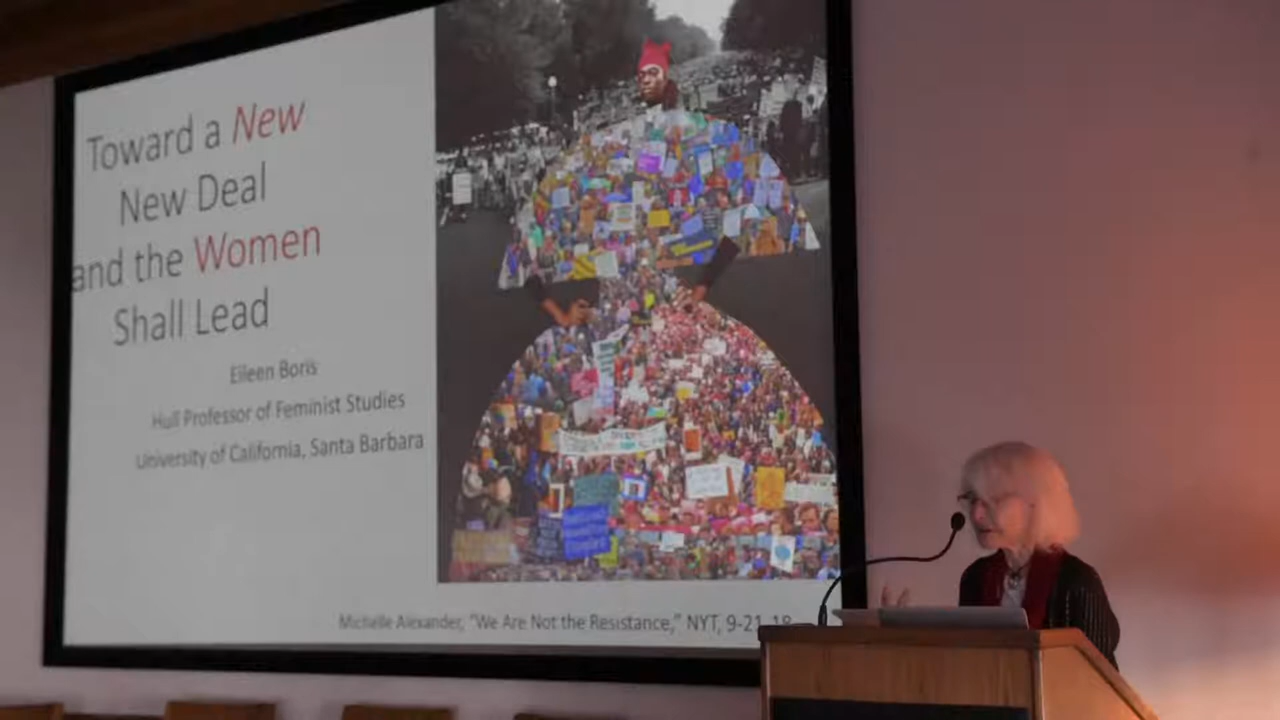 Toward a New
New Deal
and the Women
Shall Lead
Eileen Boris
Hull Professor of Feminist Studies
University of California, Santa Barbara
Michelle Alexander, "We Are Not the Resistance," NYT, 9-21-18